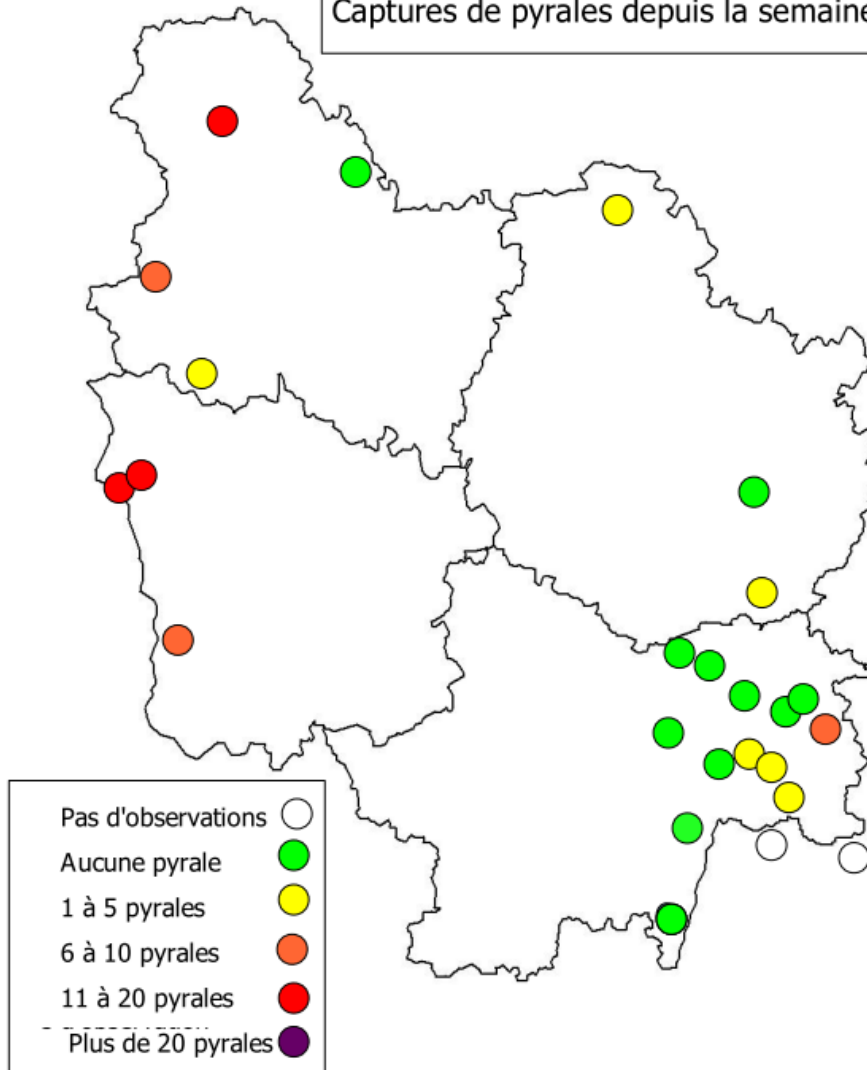 Captures de pyrales depuis la semaine
Pas d'observations
Aucune pyrale
1 à 5 pyrales
6 à 10 pyrales
11 à 20 pyrales
Plus de 20 pyrales